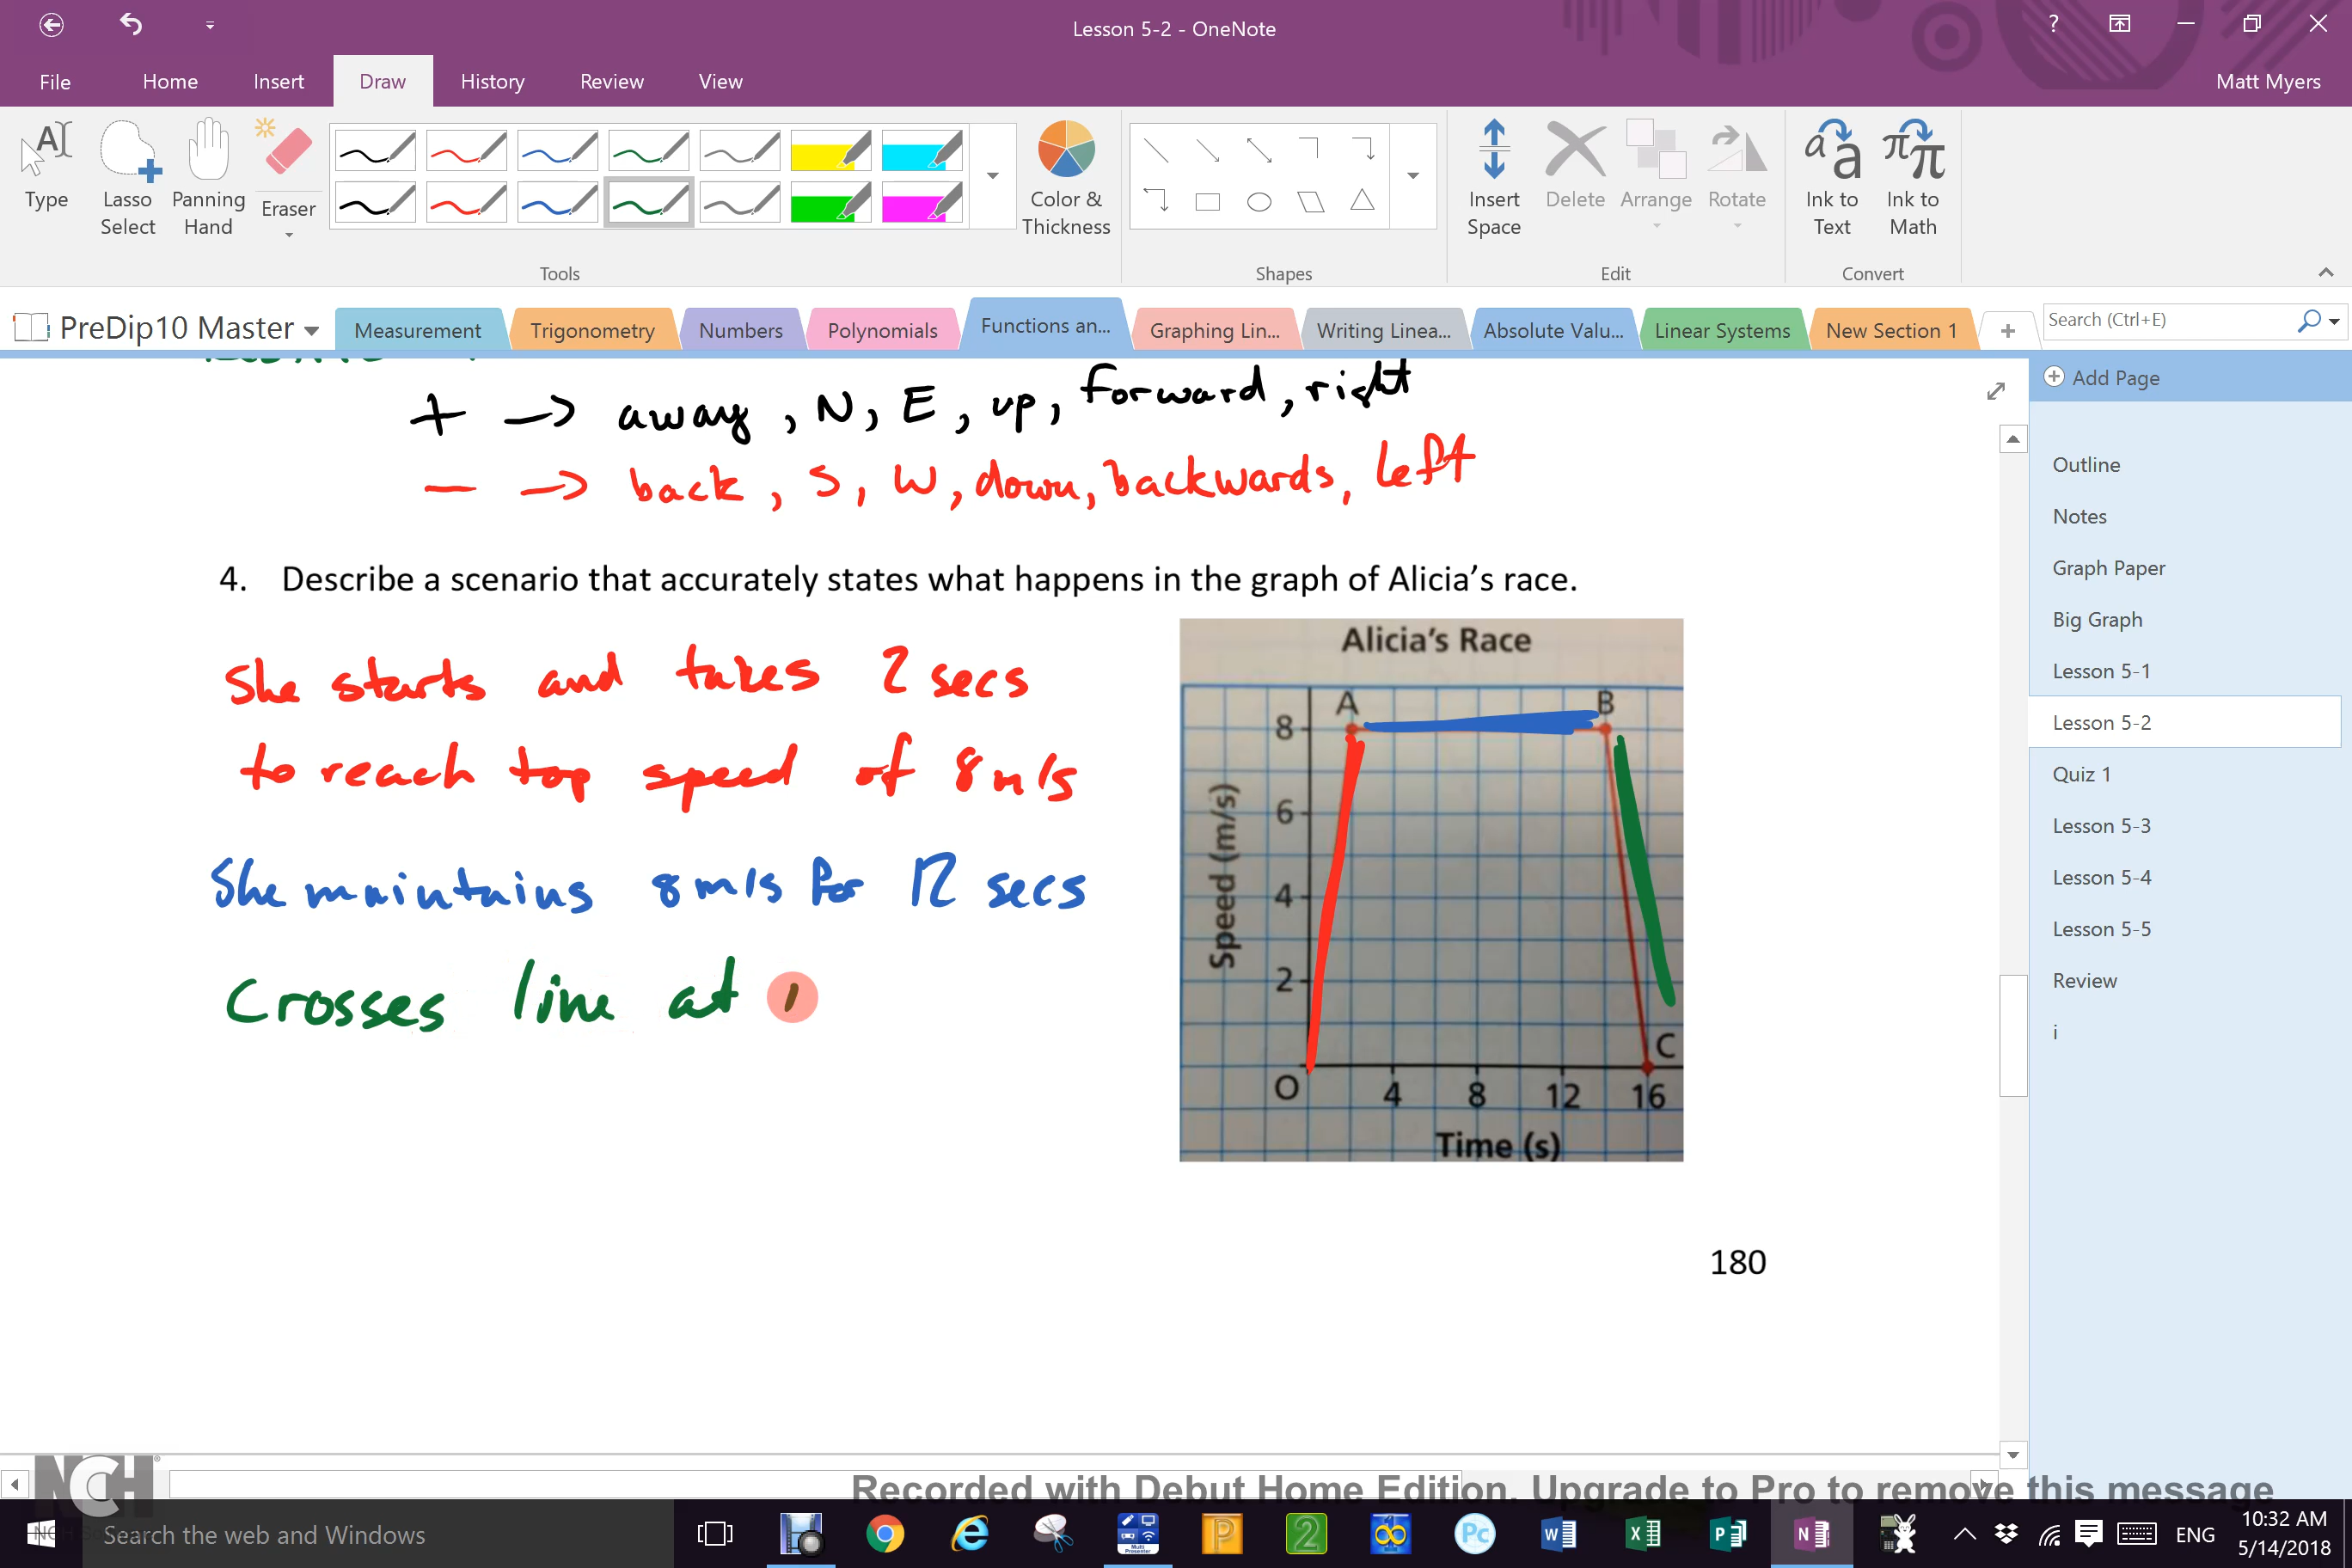 Lesson 5-2 - OneNote
?
File Home Insert Draw History Review View Matt Myers
Type Lasso Select Panning Hand Eraser
Color & Thickness
Insert Space Delete Arrange Rotate
Ink to Text Ink to Math
Tools Shapes Edit Convert
PreDip10 Master Measurement Trigonometry Numbers Polynomials Functions an... Graphing Lin... Writing Linea... Absolute Valu... Linear Systems New Section 1 + Search (Ctrl+E)
Add Page
Outline
Notes
Graph Paper
Big Graph
Lesson 5-1
Lesson 5-2
Quiz 1
Lesson 5-3
Lesson 5-4
Lesson 5-5
Review
i
+ → away, N, E, up, forward, right
− → back, S, W, down, backwards, left
4. Describe a scenario that accurately states what happens in the graph of Alicia's race.
She starts and takes 2 secs
to reach top speed of 8m/s
She maintains 8m/s for 12 secs
Crosses line at
Alicia's Race
A B
8
6
4
2
Speed (m/s)
C
O 4 8 12 16
Time (s)
180
NCH
Recorded with Debut Home Edition. Upgrade to Pro to remove this message
Search the web and Windows
ENG
10:32 AM
5/14/2018